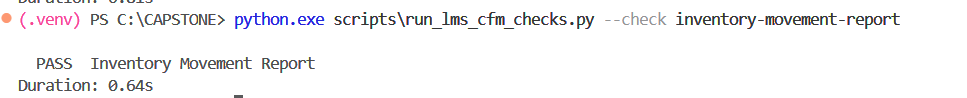 (.venv) PS C:\CAPSTONE> python.exe scripts\run_lms_cfm_checks.py --check inventory-movement-report
PASS  Inventory Movement Report
Duration: 0.64s